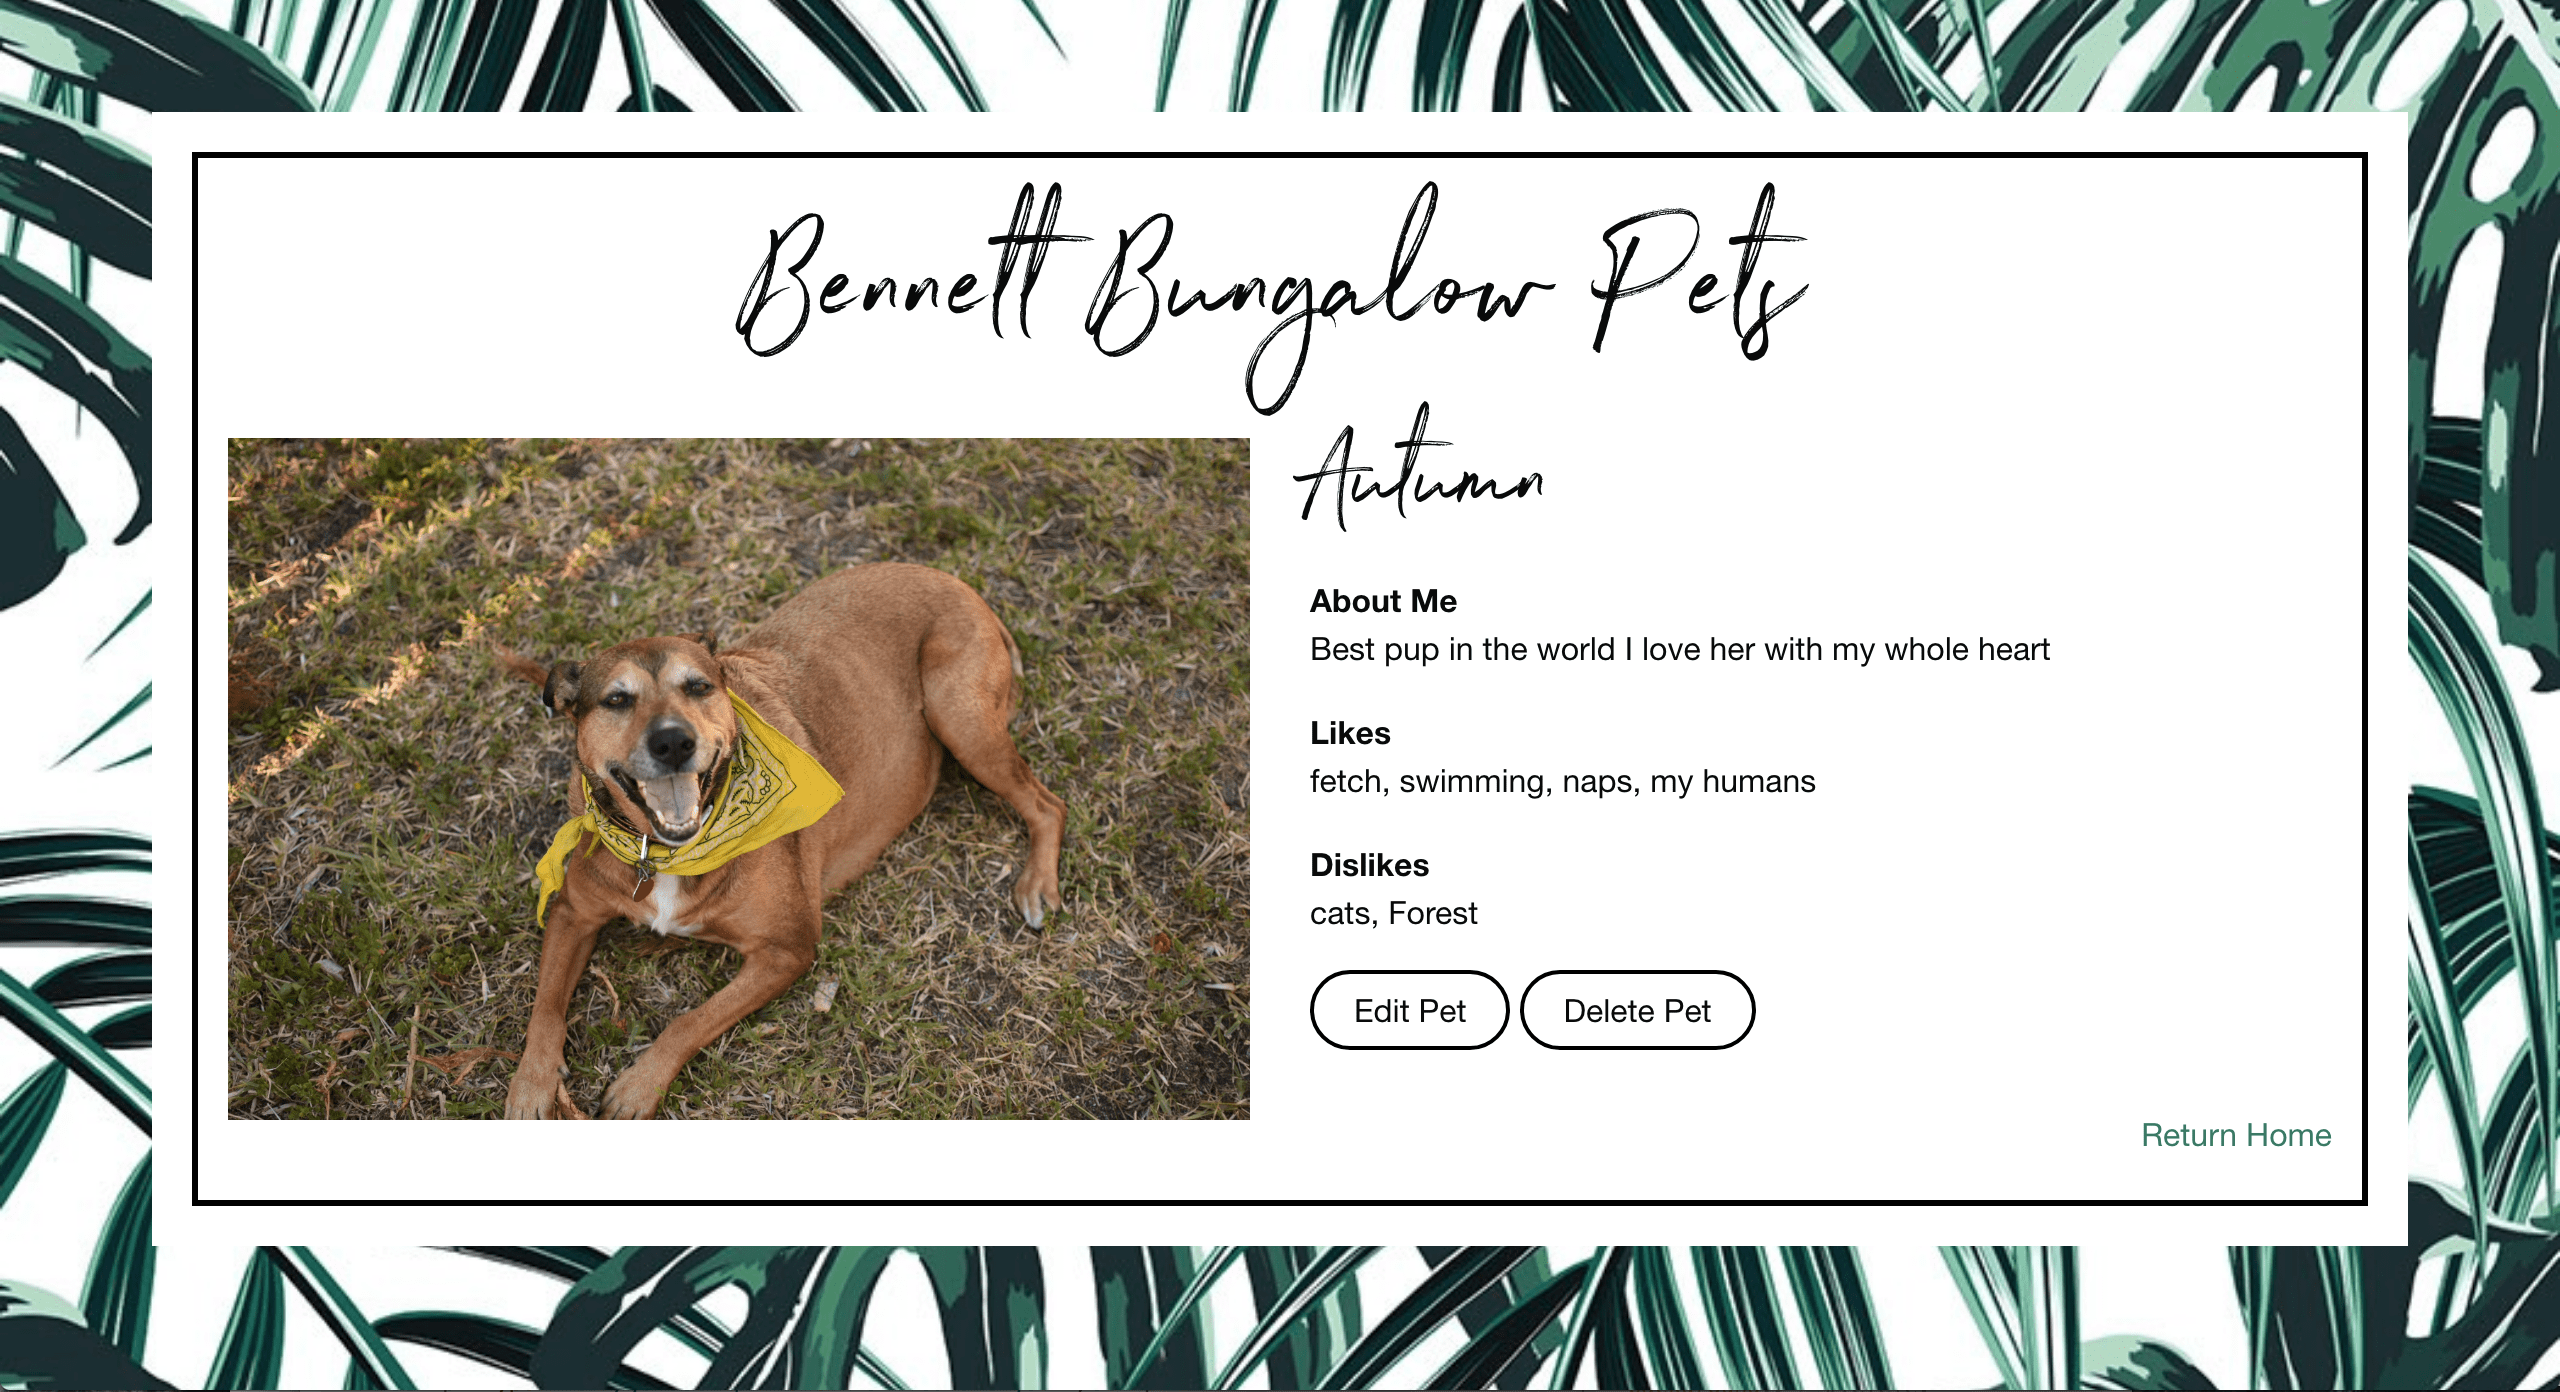 Bennett Bungalow Pets
Autumn
About Me
Best pup in the world I love her with my whole heart
Likes
fetch, swimming, naps, my humans
Dislikes
cats, Forest
Edit Pet
Delete Pet
Return Home